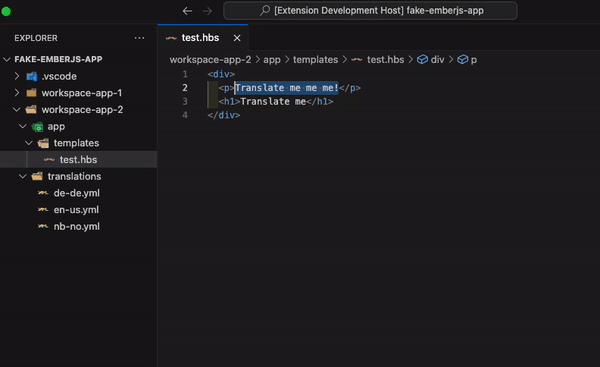 [Extension Development Host] fake-emberjs-app
EXPLORER ···
FAKE-EMBERJS-APP
.vscode
workspace-app-1
workspace-app-2
app
templates
test.hbs
translations
de-de.yml
en-us.yml
nb-no.yml
test.hbs
workspace-app-2 > app > templates > test.hbs > div > p
1 <div>
2 <p>Translate me me me!</p>
3 <h1>Translate me</h1>
4 </div>